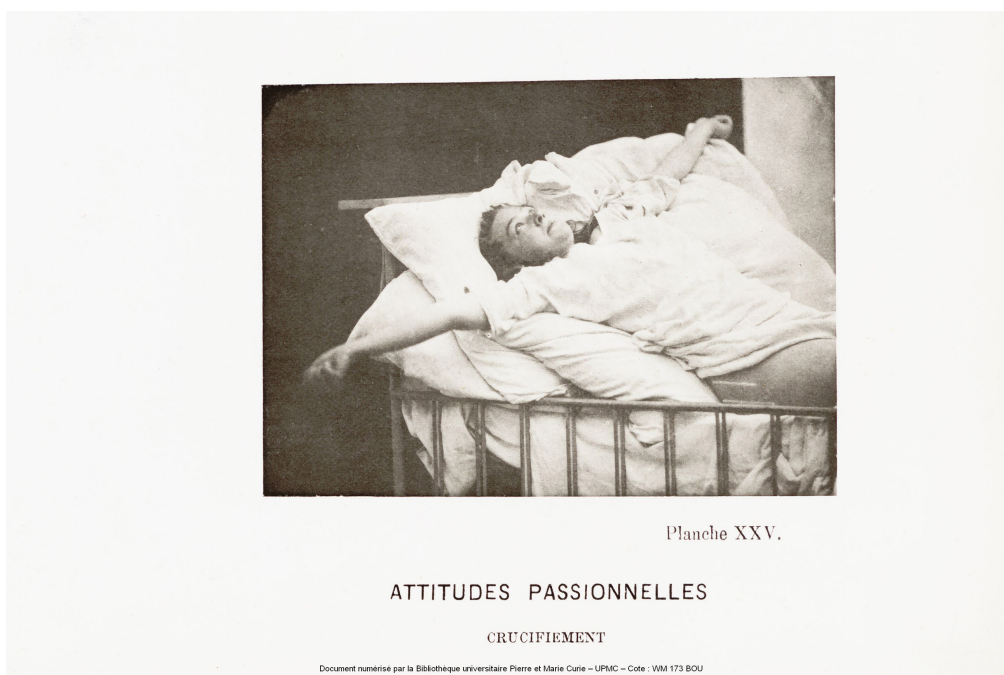 Planche XXV.
ATTITUDES PASSIONNELLES
CRUCIFIEMENT
Document numérisé par la Bibliothèque universitaire Pierre et Marie Curie – UPMC – Cote : WM 173 BOU